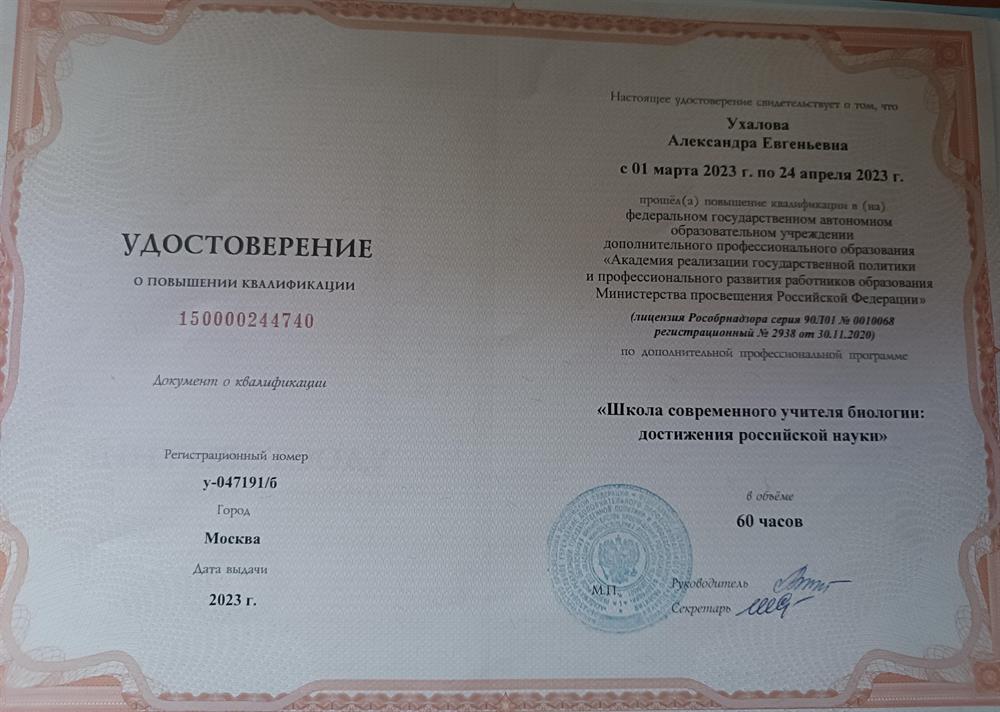 УДОСТОВЕРЕНИЕ
О ПОВЫШЕНИИ КВАЛИФИКАЦИИ
150000244740
Документ о квалификации
Регистрационный номер
у-047191/б
Город
Москва
Дата выдачи
2023 г.
Настоящее удостоверение свидетельствует о том, что
Ухалова
Александра Евгеньевна
с 01 марта 2023 г. по 24 апреля 2023 г.
прошёл(а) повышение квалификации в (на)
федеральном государственном автономном
образовательном учреждении
дополнительного профессионального образования
«Академия реализации государственной политики
и профессионального развития работников образования
Министерства просвещения Российской Федерации»
(лицензия Рособрнадзора серия 90Л01 № 0010068
регистрационный № 2938 от 30.11.2020)
по дополнительной профессиональной программе
«Школа современного учителя биологии:
достижения российской науки»
в объёме
60 часов
М.П.
Руководитель
Секретарь